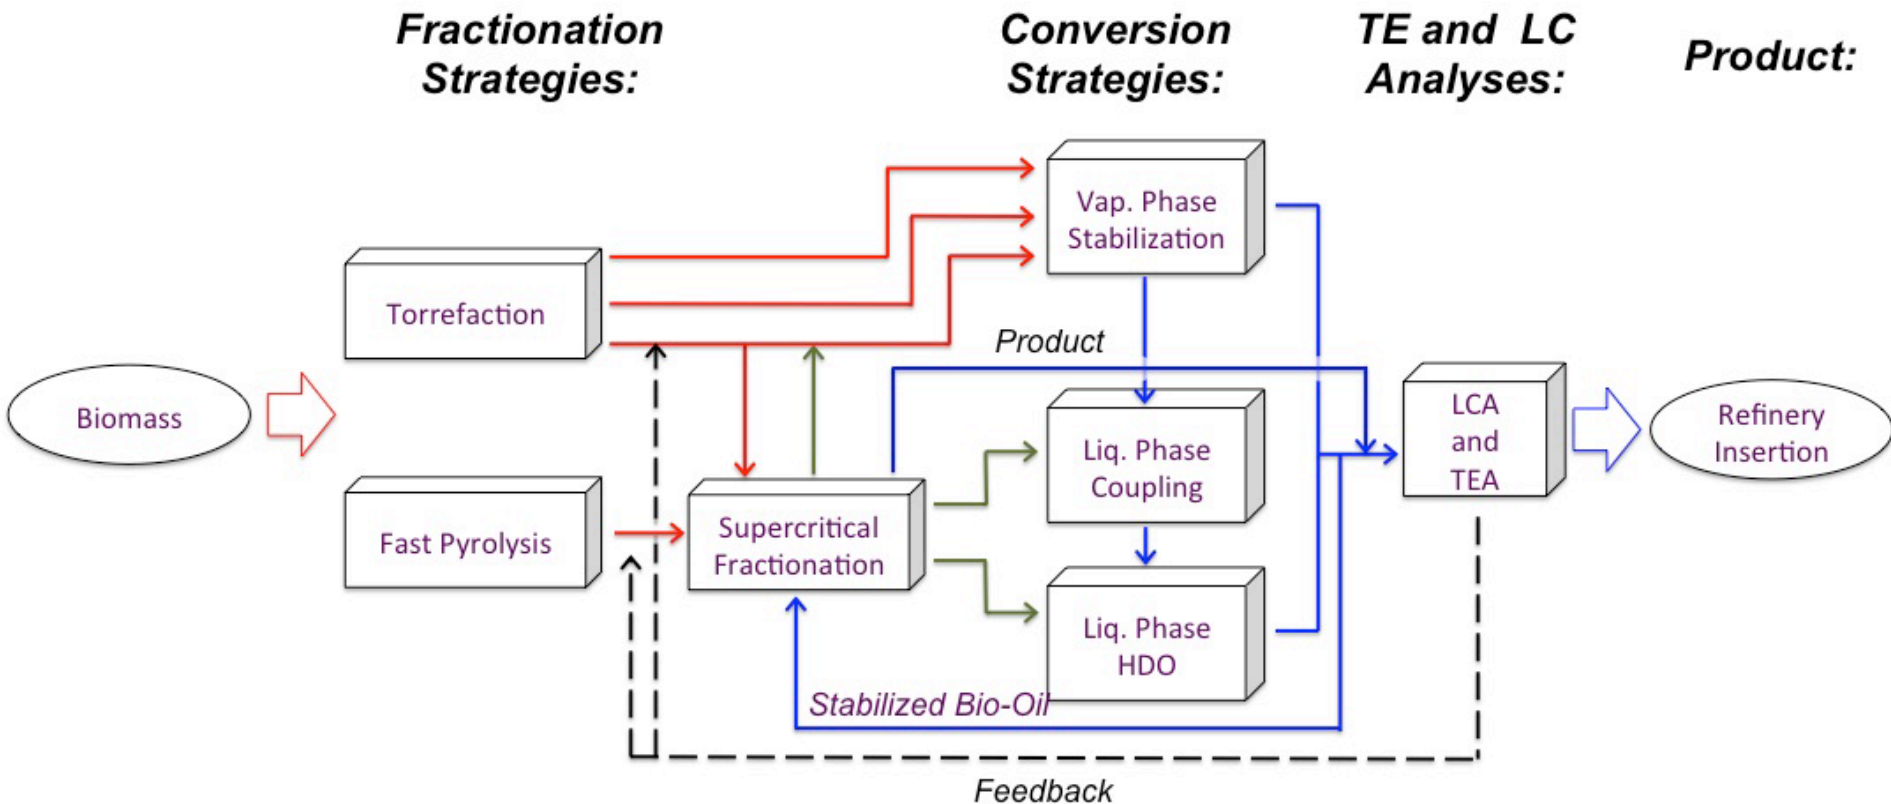 Fractionation
Strategies:
Conversion
Strategies:
TE and LC
Analyses:
Product:
Vap. Phase
Stabilization
Torrefaction
Product
Biomass
LCA
and
TEA
Refinery
Insertion
Liq. Phase
Coupling
Fast Pyrolysis
Supercritical
Fractionation
Liq. Phase
HDO
Stabilized Bio-Oil
Feedback